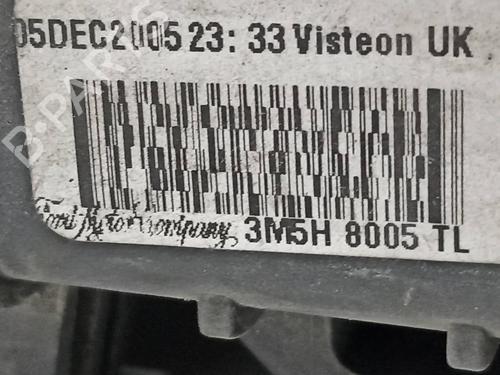 05DEC2005 23: 33 Visteon UK
B-PARTS
Ford Motor Company 3M5H 8005 TL